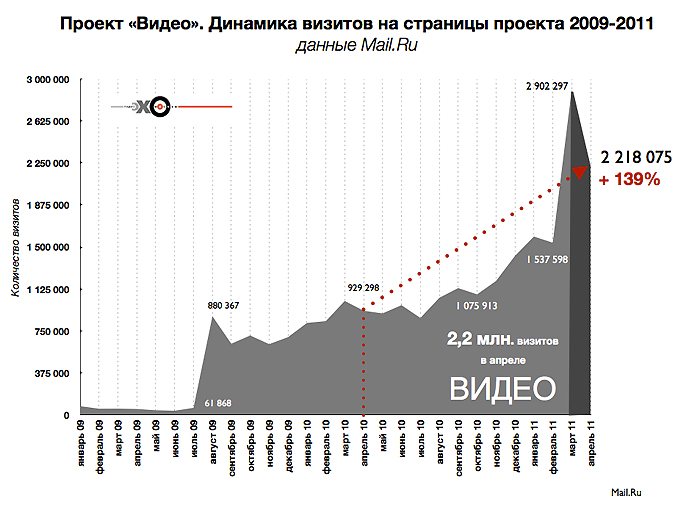 Проект «Видео». Динамика визитов на страницы проекта 2009-2011
данные Mail.Ru
Количество визитов
3 000 000
2 625 000
2 250 000
1 875 000
1 500 000
1 125 000
750 000
375 000
0
ЭХО
2 902 297
2 218 075
+ 139%
1 537 598
929 298
880 367
1 075 913
61 868
2,2 млн. визитов
в апреле
ВИДЕО
январь 09
февраль 09
март 09
апрель 09
май 09
июнь 09
июль 09
август 09
сентябрь 09
октябрь 09
ноябрь 09
декабрь 09
январь 10
февраль 10
март 10
апрель 10
май 10
июнь 10
июль 10
август 10
сентябрь 10
октябрь 10
ноябрь 10
декабрь 10
январь 11
февраль 11
март 11
апрель 11
Mail.Ru